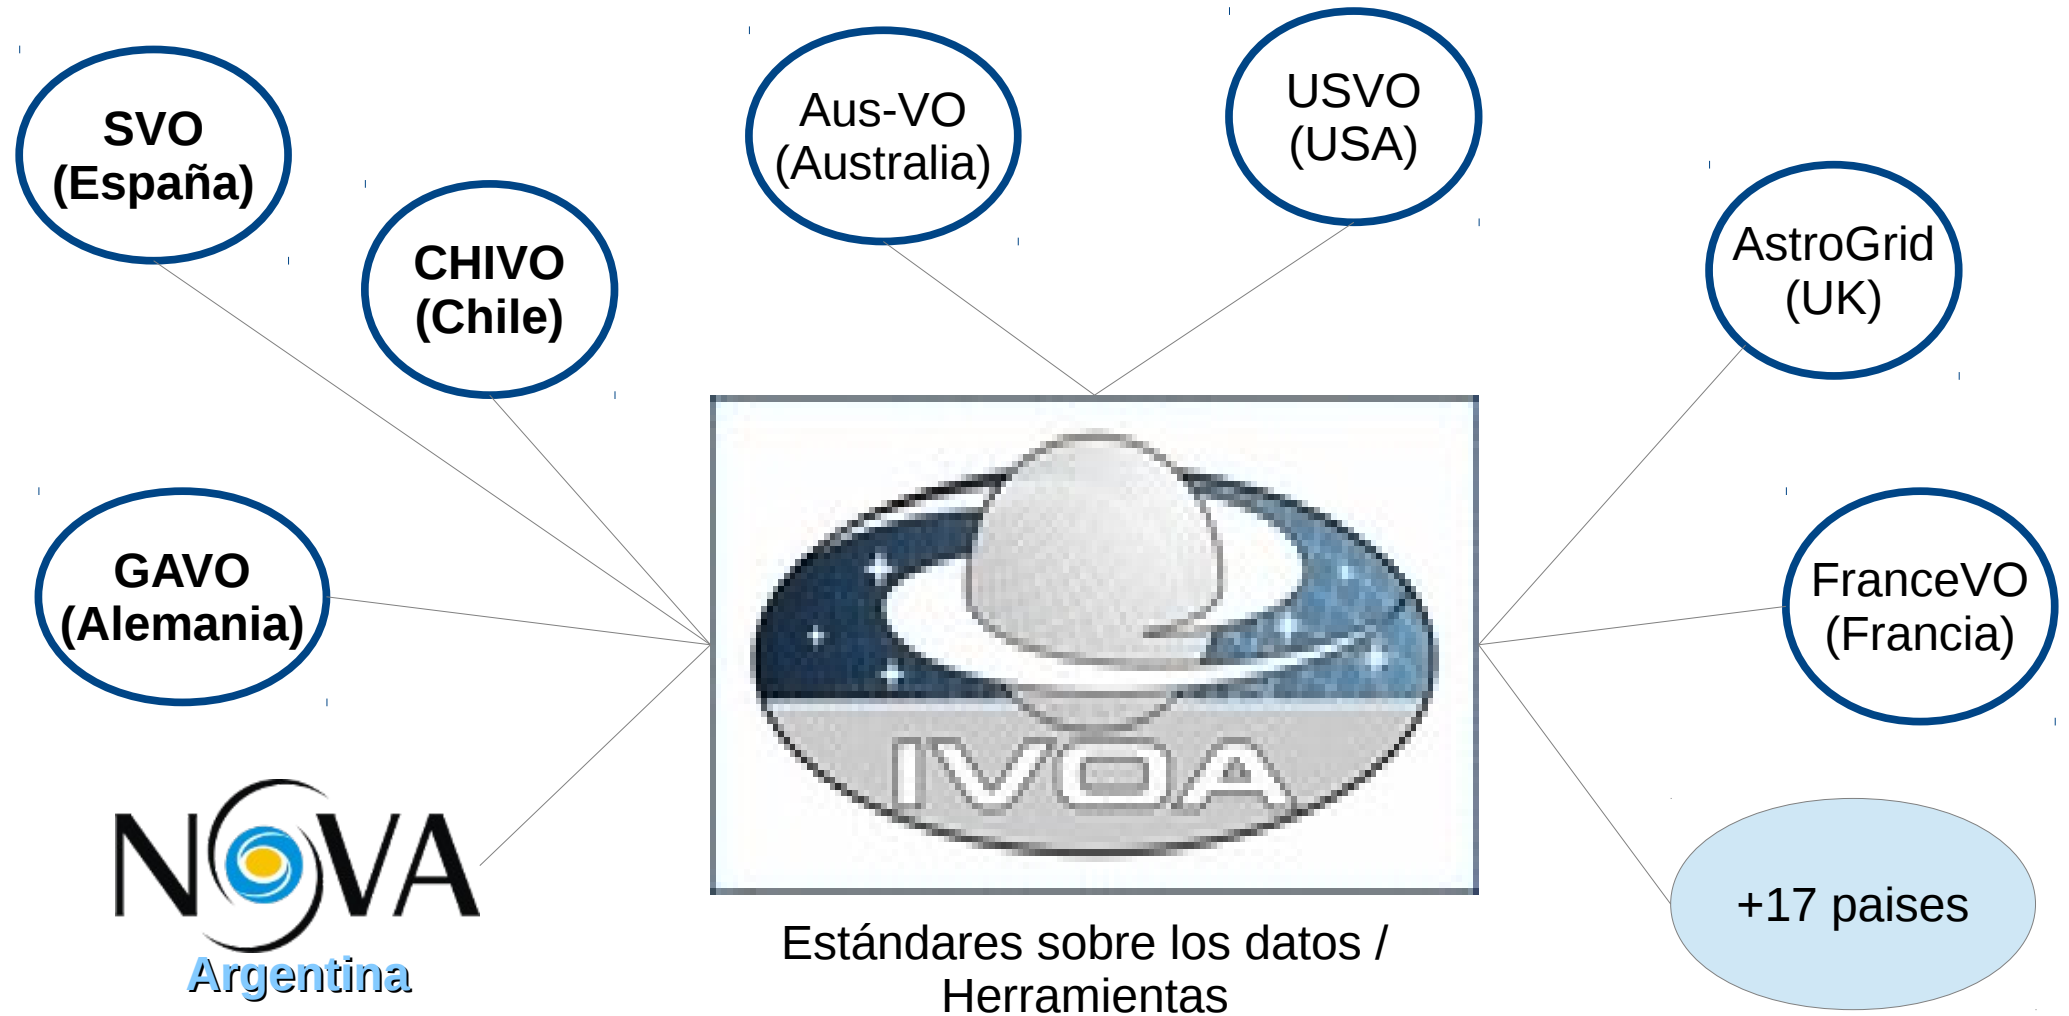 SVO
(España)
CHIVO
(Chile)
Aus-VO
(Australia)
USVO
(USA)
AstroGrid
(UK)
GAVO
(Alemania)
FranceVO
(Francia)
IVOA
NOVA
Argentina
+17 paises
Estándares sobre los datos /
Herramientas